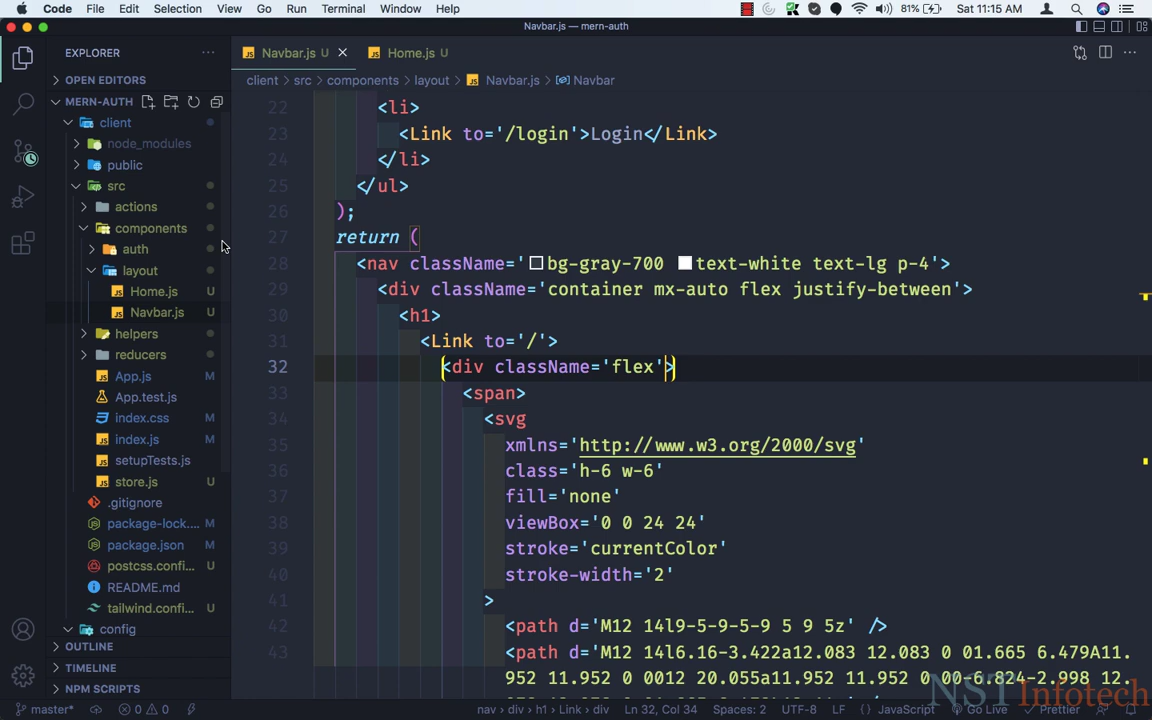 Code File Edit Selection View Go Run Terminal Window Help 81% Sat 11:15 AM
Navbar.js — mern-auth
EXPLORER
OPEN EDITORS
MERN-AUTH
client
node_modules
public
src
actions
components
auth
layout
Home.js U
Navbar.js U
helpers
reducers
App.js M
App.test.js
index.css M
index.js M
setupTests.js
store.js U
.gitignore
package-lock.... M
package.json M
postcss.confi... U
README.md
tailwind.confi... U
config
OUTLINE
TIMELINE
NPM SCRIPTS
Navbar.js U Home.js U
client > src > components > layout > Navbar.js > Navbar
22 <li>
23 <Link to='/login'>Login</Link>
24 </li>
25 </ul>
26 );
27 return (
28 <nav className='bg-gray-700 text-white text-lg p-4'>
29 <div className='container mx-auto flex justify-between'>
30 <h1>
31 <Link to='/'>
32 <div className='flex'>
33 <span>
34 <svg
35 xmlns='http://www.w3.org/2000/svg'
36 class='h-6 w-6'
37 fill='none'
38 viewBox='0 0 24 24'
39 stroke='currentColor'
40 stroke-width='2'
41 >
42 <path d='M12 14l9-5-9-5-9 5 9 5z' />
43 <path d='M12 14l6.16-3.422a12.083 12.083 0 01.665 6.479A11.
952 11.952 0 0012 20.055a11.952 11.952 0 00-6.824-2.998 12.
NSTInfotech
master* 0 0 nav > div > h1 > Link > div Ln 32, Col 34 Spaces: 2 UTF-8 LF {} JavaScript Go Live Prettier